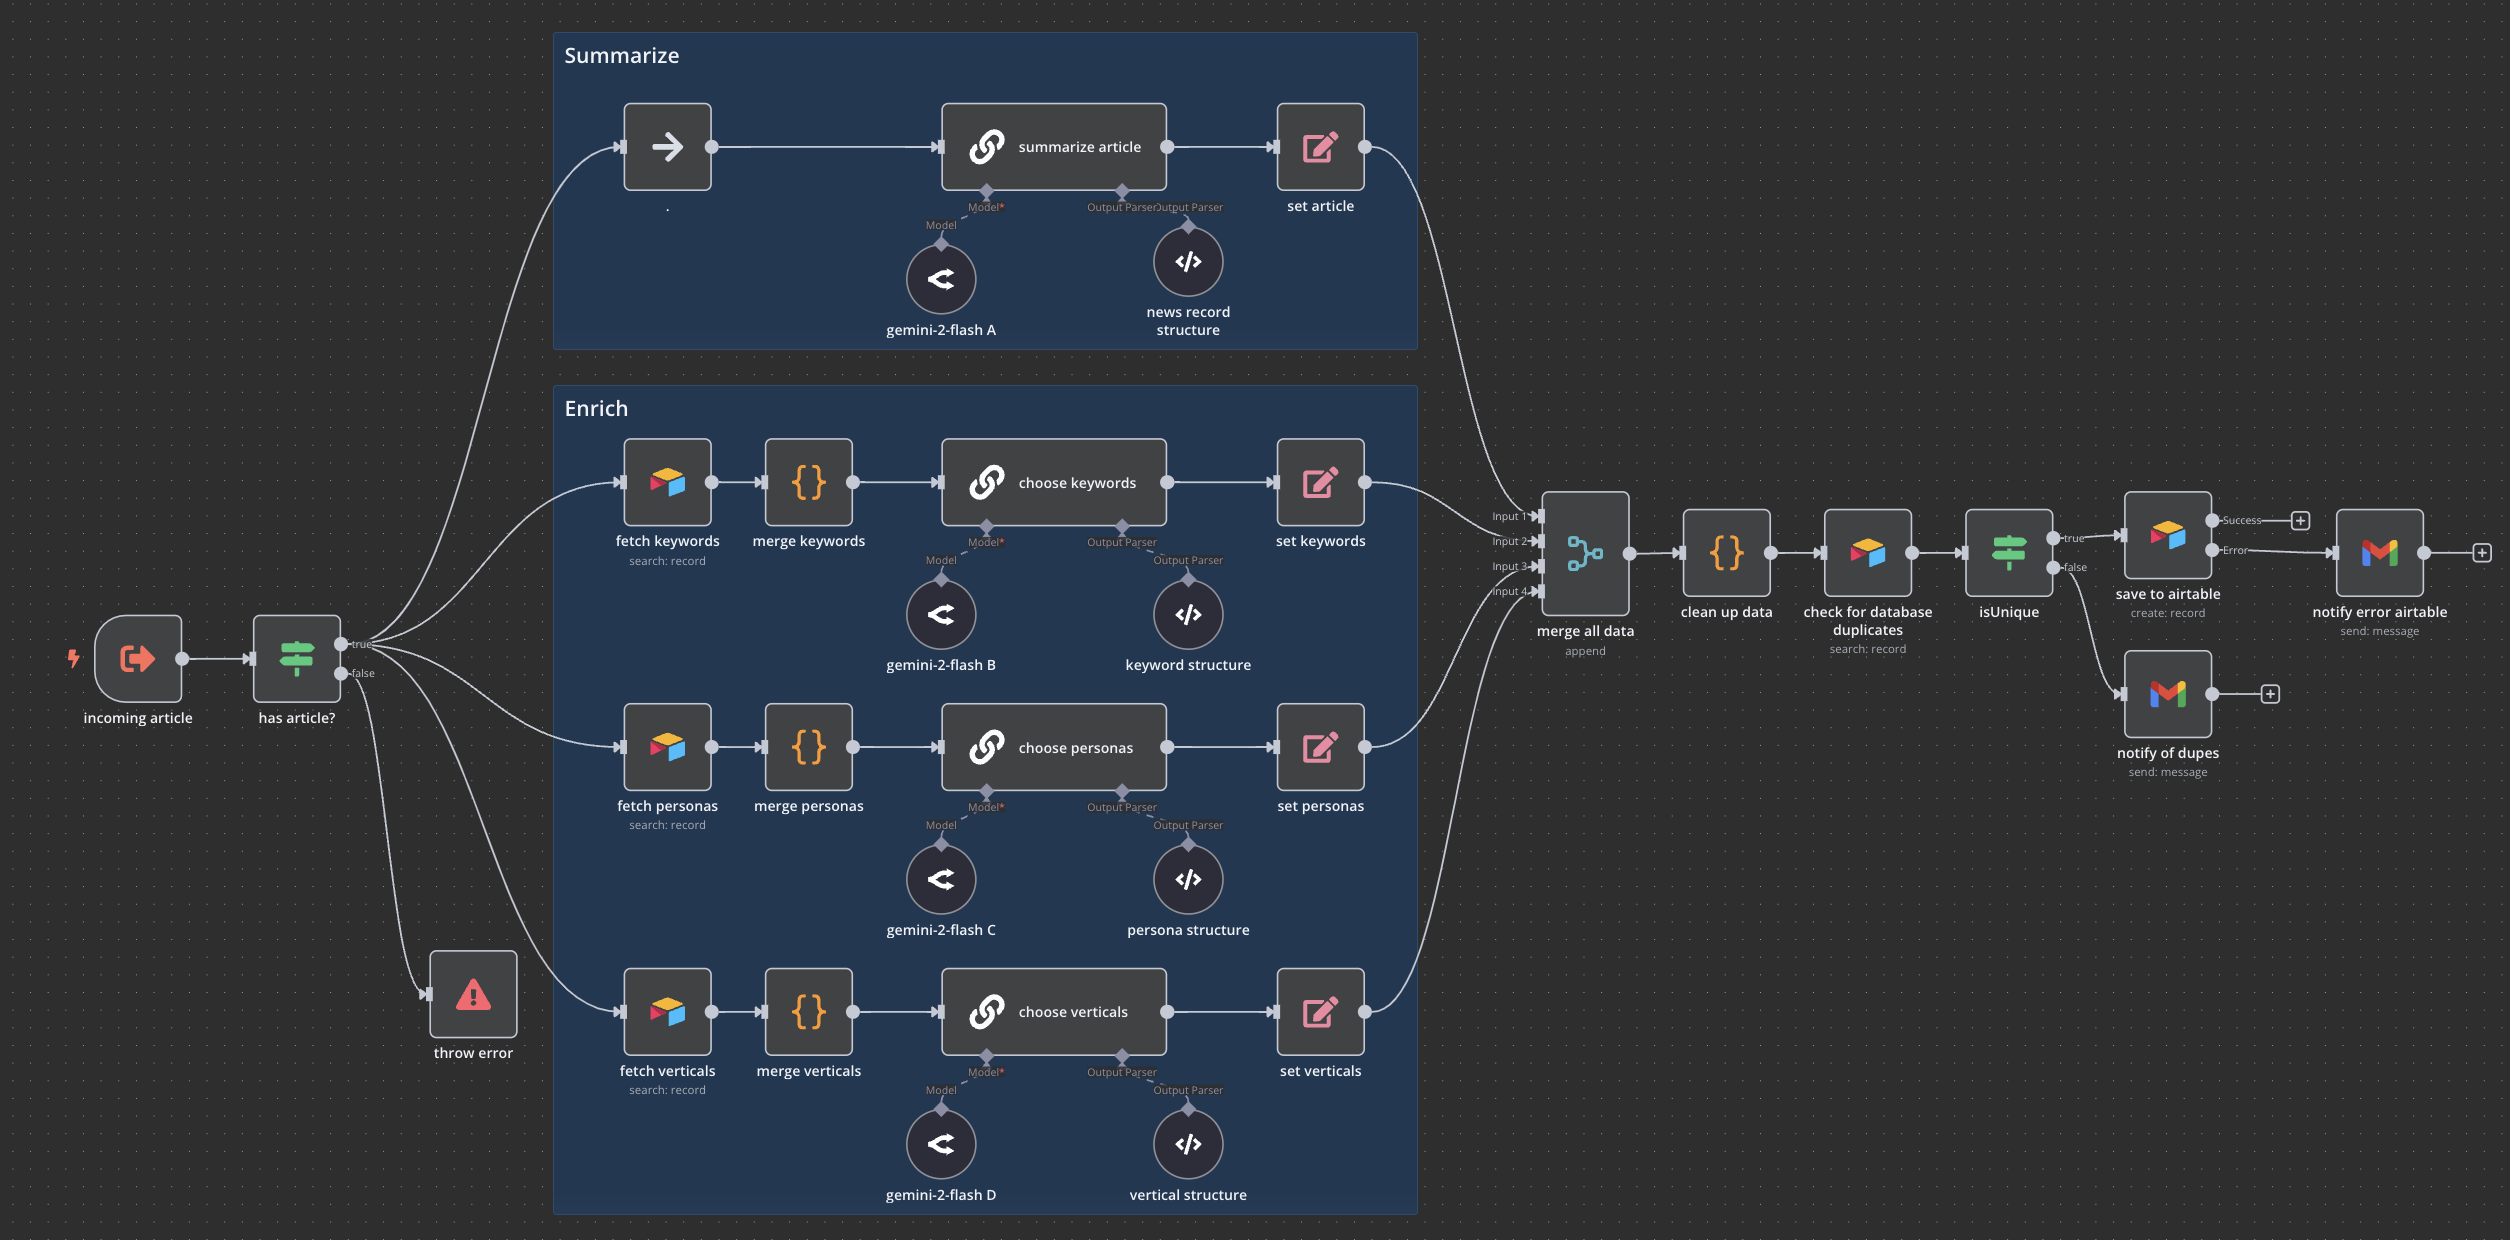 Summarize
summarize article
.
Model*
Output Parser
Output Parser
set article
Model
gemini-2-flash A
news record
structure
Enrich
choose keywords
fetch keywords
search: record
merge keywords
Model*
Output Parser
set keywords
Model
Output Parser
gemini-2-flash B
keyword structure
incoming article
has article?
true
false
choose personas
fetch personas
search: record
merge personas
Model*
Output Parser
set personas
Model
Output Parser
gemini-2-flash C
persona structure
throw error
choose verticals
fetch verticals
search: record
merge verticals
Model*
Output Parser
set verticals
Model
Output Parser
gemini-2-flash D
vertical structure
Input 1
Input 2
Input 3
Input 4
merge all data
append
clean up data
check for database
duplicates
search: record
isUnique
true
false
Success
Error
save to airtable
create: record
notify error airtable
send: message
notify of dupes
send: message